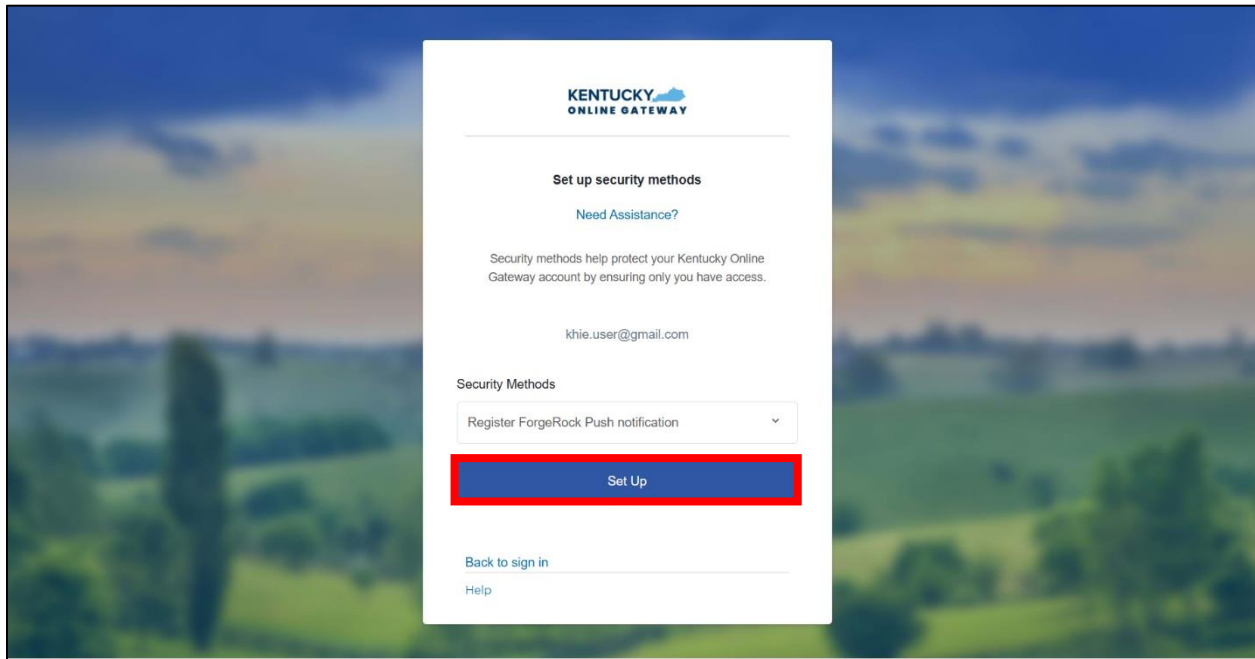 KENTUCKY
ONLINE GATEWAY
Set up security methods
Need Assistance?
Security methods help protect your Kentucky Online
Gateway account by ensuring only you have access.
khie.user@gmail.com
Security Methods
Register ForgeRock Push notification
Set Up
Back to sign in
Help